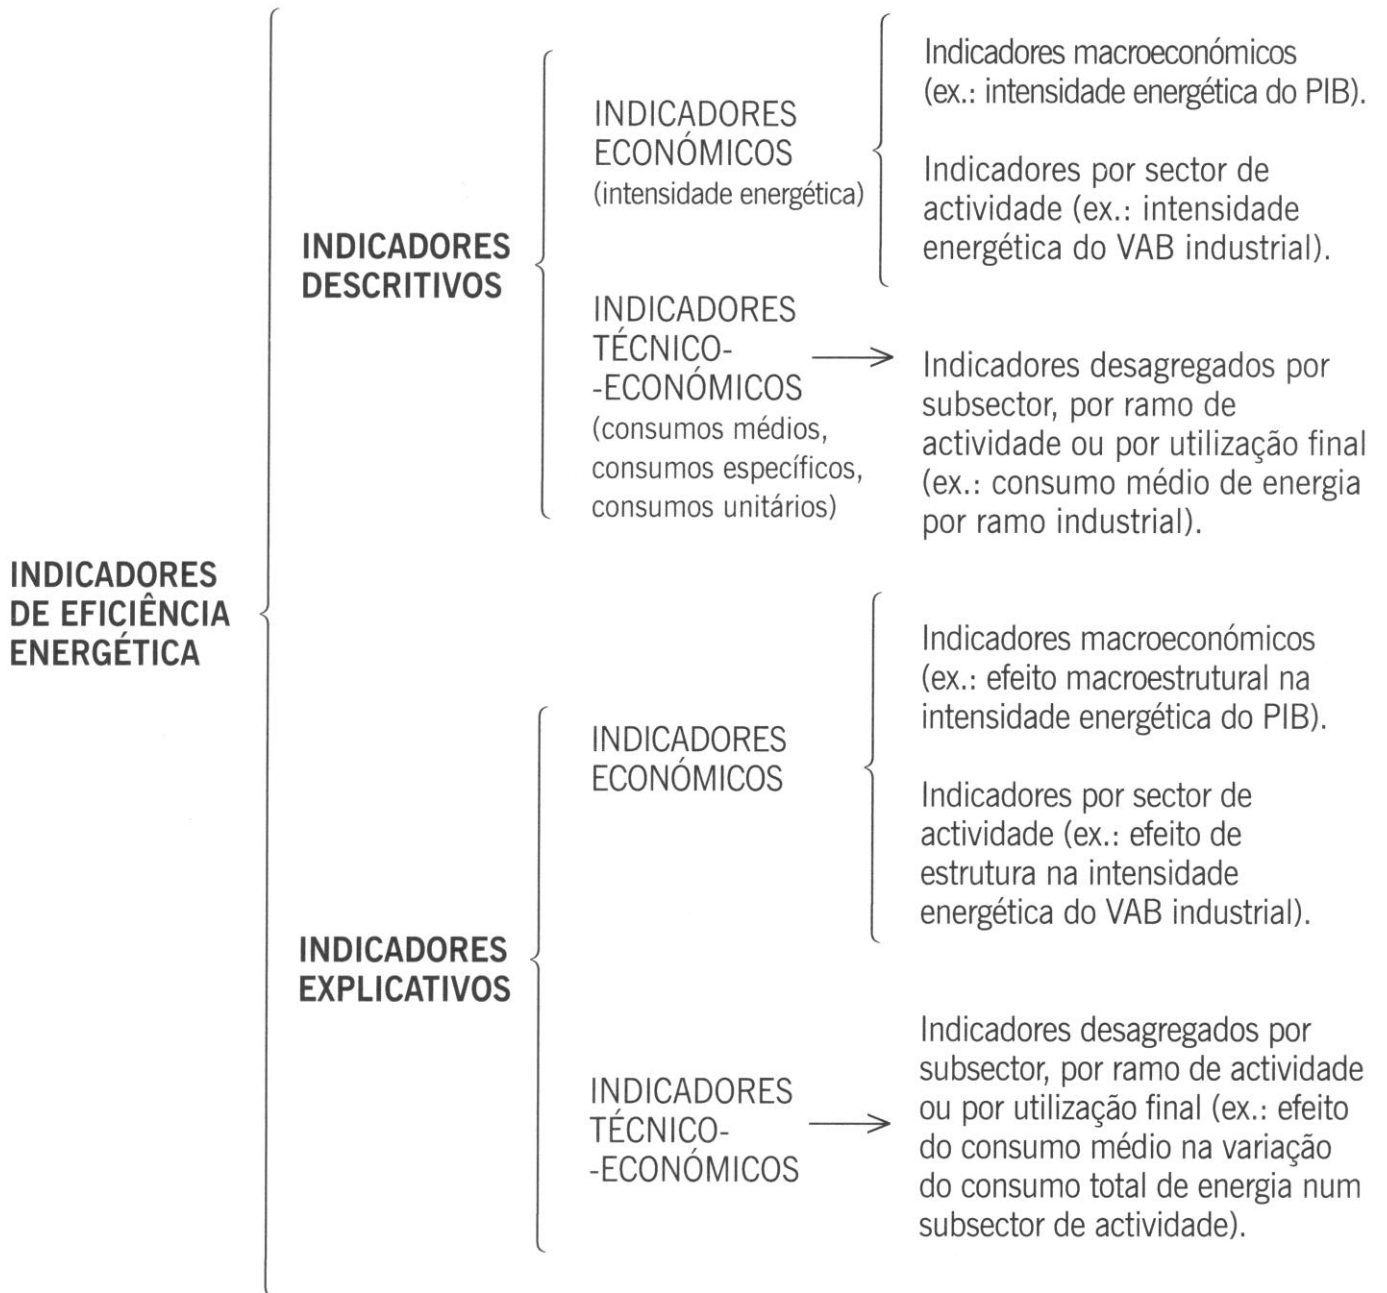 INDICADORES
DE EFICIÊNCIA
ENERGÉTICA
INDICADORES
DESCRITIVOS
INDICADORES
ECONÓMICOS
(intensidade energética)
Indicadores macroeconómicos
(ex.: intensidade energética do PIB).
Indicadores por sector de
actividade (ex.: intensidade
energética do VAB industrial).
INDICADORES
TÉCNICO-
-ECONÓMICOS
(consumos médios,
consumos específicos,
consumos unitários)
Indicadores desagregados por
subsector, por ramo de
actividade ou por utilização final
(ex.: consumo médio de energia
por ramo industrial).
INDICADORES
EXPLICATIVOS
INDICADORES
ECONÓMICOS
Indicadores macroeconómicos
(ex.: efeito macroestrutural na
intensidade energética do PIB).
Indicadores por sector de
actividade (ex.: efeito de
estrutura na intensidade
energética do VAB industrial).
INDICADORES
TÉCNICO-
-ECONÓMICOS
Indicadores desagregados por
subsector, por ramo de actividade
ou por utilização final (ex.: efeito
do consumo médio na variação
do consumo total de energia num
subsector de actividade).